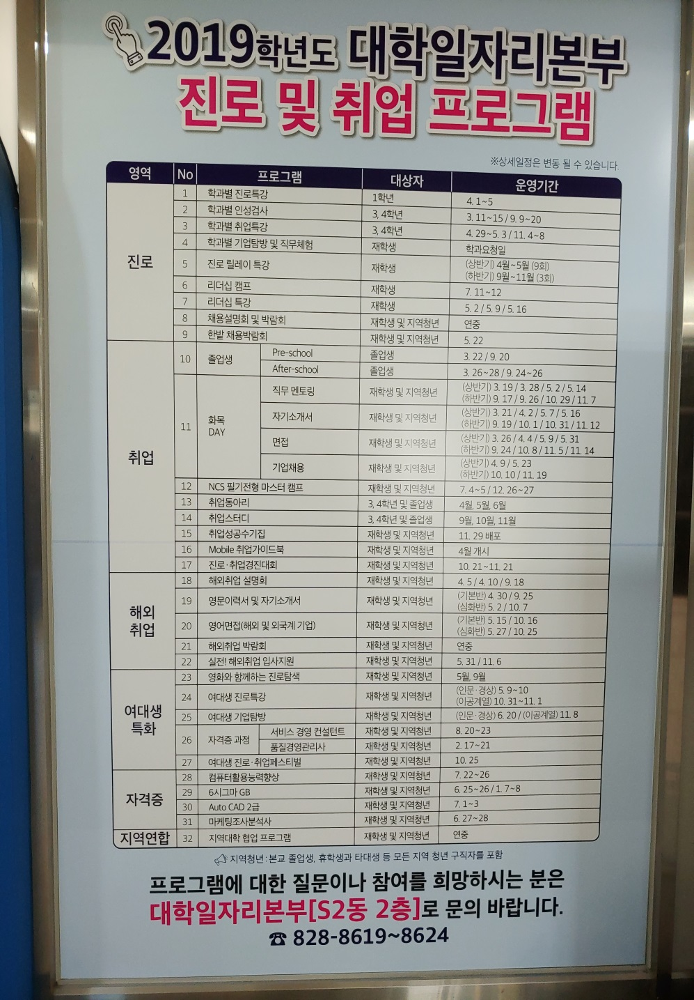 2019학년도 대학일자리본부
진로 및 취업 프로그램
※상세일정은 변동 될 수 있습니다.
영역 No 프로그램 대상자 운영기간
진로
1 학과별 진로특강 1학년 4. 1~5
2 학과별 인성검사 3, 4학년 3. 11~15 / 9. 9~20
3 학과별 취업특강 3, 4학년 4. 29~5. 3 / 11. 4~8
4 학과별 기업탐방 및 직무체험 재학생 학과요청일
5 진로 릴레이 특강 재학생 (상반기) 4월~5월 (9회)
(하반기) 9월~11월 (3회)
6 리더십 캠프 재학생 7. 11~12
7 리더십 특강 재학생 5. 2 / 5. 9 / 5. 16
8 채용설명회 및 박람회 재학생 및 지역청년 연중
9 한밭 채용박람회 재학생 및 지역청년 5. 22
취업
10 졸업생 Pre-school 졸업생 3. 22 / 9. 20
After-school 졸업생 3. 26~28 / 9. 24~26
11 화목
DAY
직무 멘토링 재학생 및 지역청년 (상반기) 3. 19 / 3. 28 / 5. 2 / 5. 14
(하반기) 9. 17 / 9. 26 / 10. 29 / 11. 7
자기소개서 재학생 및 지역청년 (상반기) 3. 21 / 4. 2 / 5. 7 / 5. 16
(하반기) 9. 19 / 10. 1 / 10. 31 / 11. 12
면접 재학생 및 지역청년 (상반기) 3. 26 / 4. 4 / 5. 9 / 5. 31
(하반기) 9. 24 / 10. 8 / 11. 5 / 11. 14
기업채용 재학생 및 지역청년 (상반기) 4. 9 / 5. 23
(하반기) 10. 10 / 11. 19
12 NCS 필기전형 마스터 캠프 재학생 및 지역청년 7. 4~5 / 12. 26~27
13 취업동아리 3, 4학년 및 졸업생 4월, 5월, 6월
14 취업스터디 3, 4학년 및 졸업생 9월, 10월, 11월
15 취업성공수기집 재학생 및 지역청년 11. 29 배포
16 Mobile 취업가이드북 재학생 및 지역청년 4월 개시
17 진로·취업경진대회 재학생 및 지역청년 10. 21~11. 21
해외
취업
18 해외취업 설명회 재학생 및 지역청년 4. 5 / 4. 10 / 9. 18
19 영문이력서 및 자기소개서 재학생 및 지역청년 (기본반) 4. 30 / 9. 25
(심화반) 5. 2 / 10. 7
20 영어면접(해외 및 외국계 기업) 재학생 및 지역청년 (기본반) 5. 15 / 10. 16
(심화반) 5. 27 / 10. 25
21 해외취업 박람회 재학생 및 지역청년 연중
22 실전! 해외취업 입사지원 재학생 및 지역청년 5. 31 / 11. 6
여대생
특화
23 영화와 함께하는 진로탐색 재학생 및 지역청년 5월, 9월
24 여대생 진로특강 재학생 및 지역청년 (인문·경상) 5. 9~10
(이공계열) 10. 31~11. 1
25 여대생 기업탐방 재학생 및 지역청년 (인문·경상) 6. 20 / (이공계열) 11. 8
26 자격증 과정 서비스 경영 컨설턴트 재학생 및 지역청년 8. 20~23
품질경영관리사 재학생 및 지역청년 2. 17~21
27 여대생 진로·취업페스티벌 재학생 및 지역청년 10. 25
자격증
28 컴퓨터활용능력향상 재학생 및 지역청년 7. 22~26
29 6시그마 GB 재학생 및 지역청년 6. 25~26 / 1. 7~8
30 Auto CAD 2급 재학생 및 지역청년 7. 1~3
31 마케팅조사분석사 재학생 및 지역청년 6. 27~28
지역연합 32 지역대학 협업 프로그램 재학생 및 지역청년 연중
지역청년 : 본교 졸업생, 휴학생과 타대생 등 모든 지역 청년 구직자를 포함
프로그램에 대한 질문이나 참여를 희망하시는 분은
대학일자리본부[S2동 2층]로 문의 바랍니다.
☎ 828-8619~8624